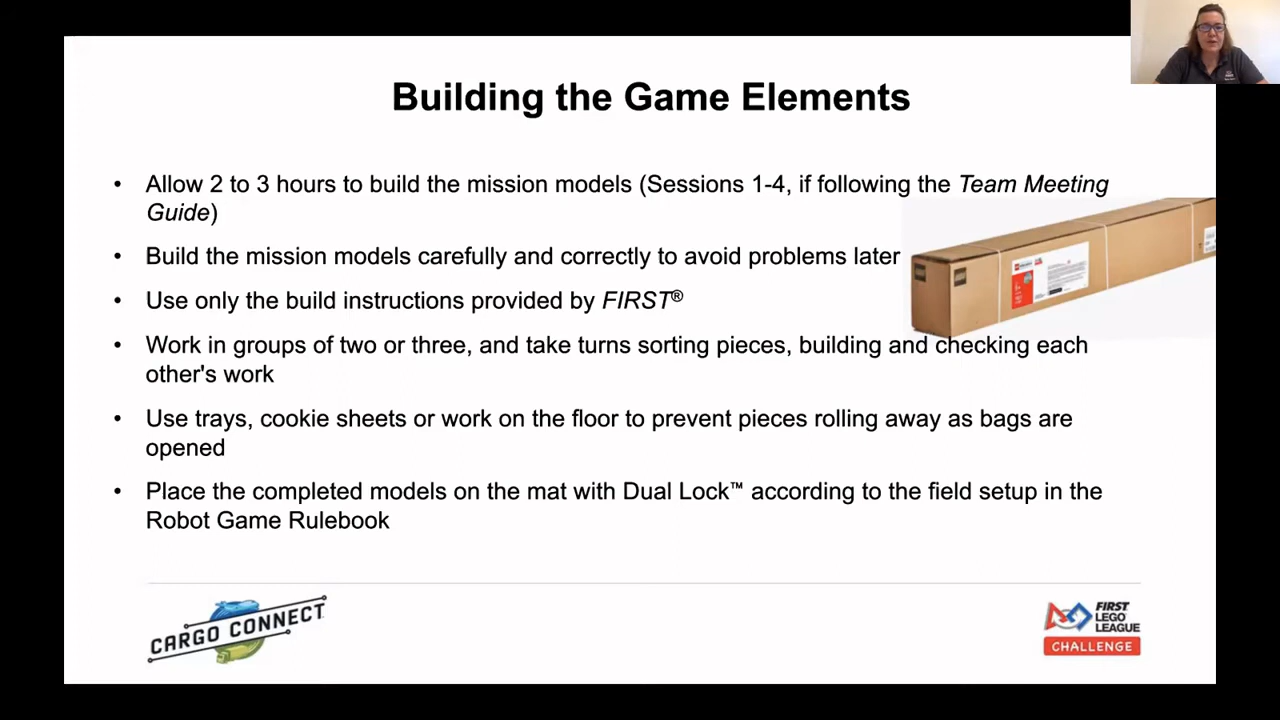 Building the Game Elements
• Allow 2 to 3 hours to build the mission models (Sessions 1-4, if following the Team Meeting
Guide)
• Build the mission models carefully and correctly to avoid problems later
• Use only the build instructions provided by FIRST®
• Work in groups of two or three, and take turns sorting pieces, building and checking each
other's work
• Use trays, cookie sheets or work on the floor to prevent pieces rolling away as bags are
opened
• Place the completed models on the mat with Dual Lock™ according to the field setup in the
Robot Game Rulebook
CARGO CONNECT
FIRST
LEGO
LEAGUE
CHALLENGE